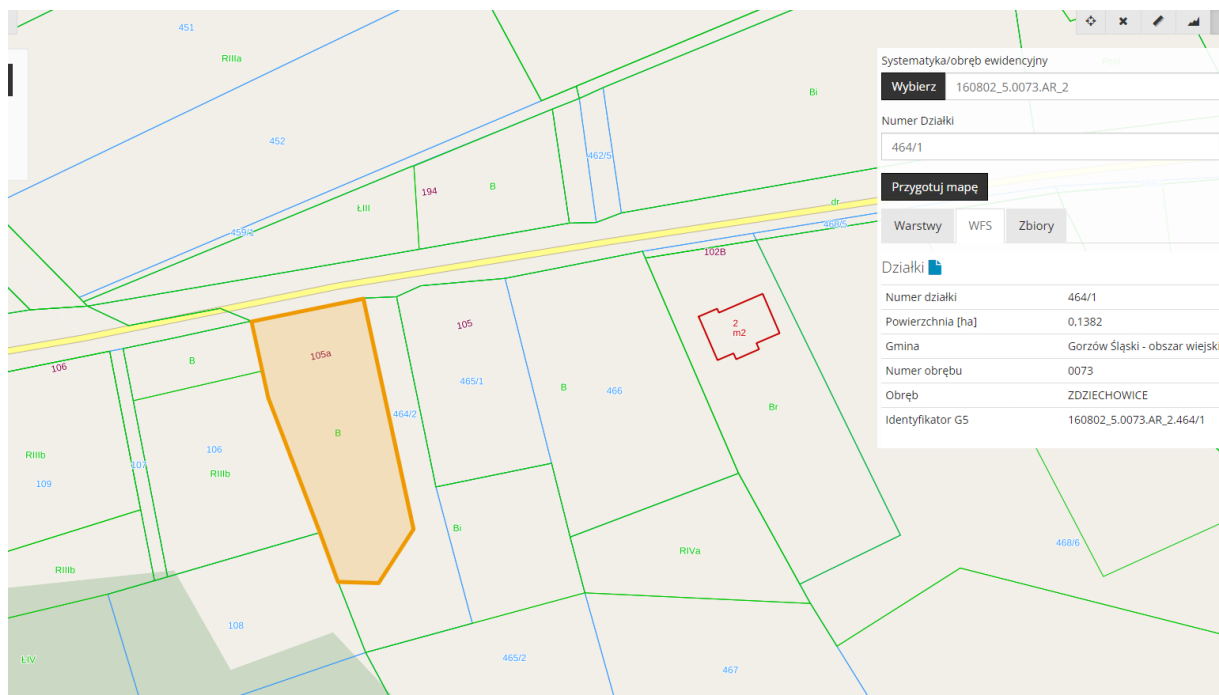 451
RIIIa
452
Bi
462/5
194
B
ŁIII
dr
459/1
468/5
102B
106
B
105a
105
465/1
B
466
2
m2
464/2
B
Br
RIIIb
109
107
106
RIIIb
Bi
RIVa
RIIIb
108
ŁIV
465/2
467
468/6
Systematyka/obręb ewidencyjny
Wybierz 160802_5.0073.AR_2
Numer Działki
464/1
Przygotuj mapę
Warstwy WFS Zbiory
Działki
Numer działki 464/1
Powierzchnia [ha] 0,1382
Gmina Gorzów Śląski - obszar wiejski
Numer obrębu 0073
Obręb ZDZIECHOWICE
Identyfikator G5 160802_5.0073.AR_2.464/1